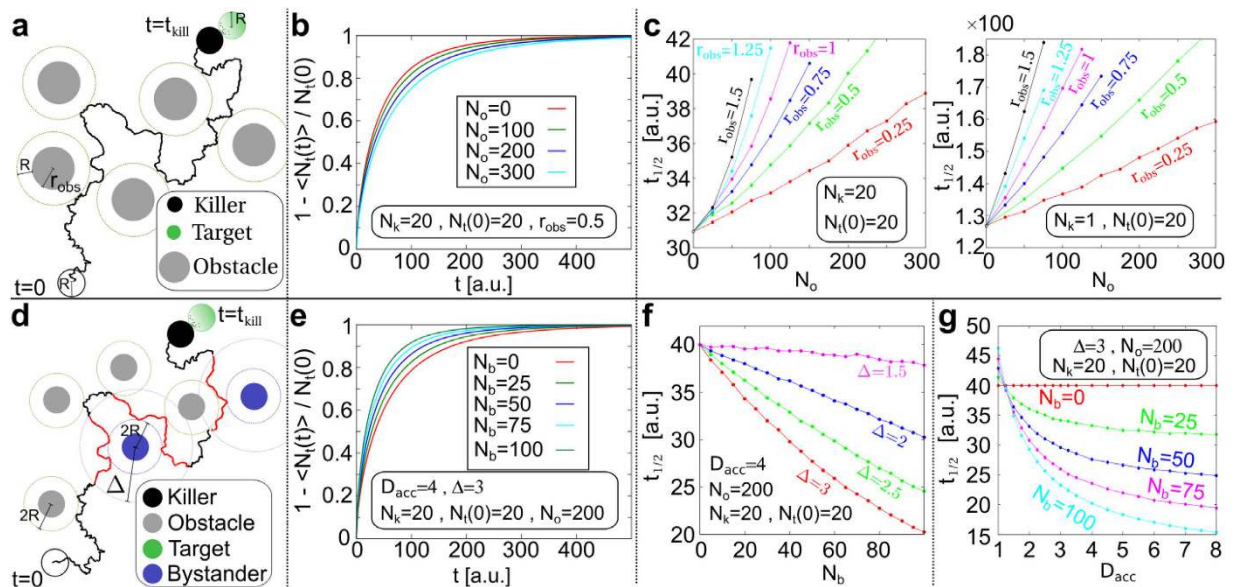 a
t=t_kill
R
R
r_obs
R
t=0
Killer
Target
Obstacle
b
1 - <N_t(t)> / N_t(0)
1
0.8
0.6
0.4
0.2
0
N_o=0
N_o=100
N_o=200
N_o=300
N_k=20 , N_t(0)=20 , r_obs=0.5
0 100 200 300 400
t [a.u.]
c
t_1/2 [a.u.]
42
40
38
36
34
32
30
r_obs=1.25
r_obs=1
r_obs=1.5
r_obs=0.75
r_obs=0.5
r_obs=0.25
N_k=20
N_t(0)=20
0 50 100 150 200 250 300
N_o
×100
t_1/2 [a.u.]
1.8
1.7
1.6
1.5
1.4
1.3
1.2
r_obs=1.5
r_obs=1.25
r_obs=1
r_obs=0.75
r_obs=0.5
r_obs=0.25
N_k=1 , N_t(0)=20
0 50 100 150 200 250 300
N_o
d
t=t_kill
2R
Δ
2R
t=0
Killer
Obstacle
Target
Bystander
e
1 - <N_t(t)> / N_t(0)
1
0.8
0.6
0.4
0.2
0
N_b=0
N_b=25
N_b=50
N_b=75
N_b=100
D_acc=4 , Δ=3
N_k=20 , N_t(0)=20 , N_o=200
0 100 200 300 400
t [a.u.]
f
t_1/2 [a.u.]
45
40
35
30
25
20
Δ=1.5
Δ=2
Δ=2.5
Δ=3
D_acc=4
N_o=200
N_k=20 , N_t(0)=20
0 20 40 60 80
N_b
g
t_1/2 [a.u.]
50
45
40
35
30
25
20
15
Δ=3 , N_o=200
N_k=20 , N_t(0)=20
N_b=0
N_b=25
N_b=50
N_b=75
N_b=100
1 2 3 4 5 6 7 8
D_acc